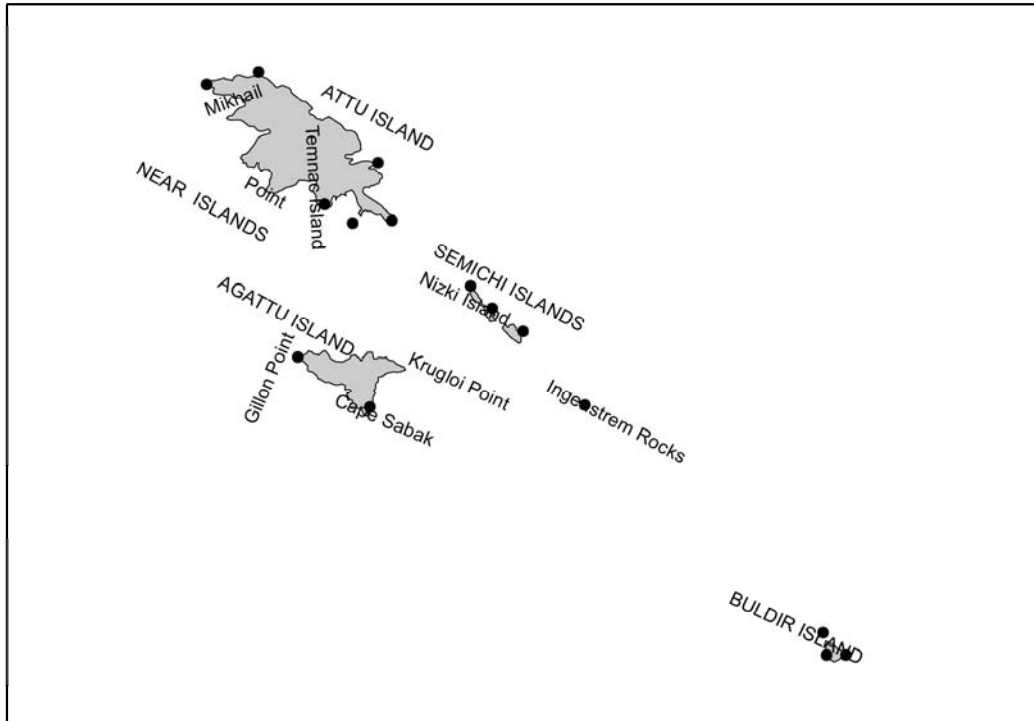 Mikhail
ATTU ISLAND
Temnac Island
Point
NEAR ISLANDS
SEMICHI ISLANDS
Nizki Island
AGATTU ISLAND
Gillon Point
Krugloi Point
Cape Sabak
Ingenstrem Rocks
BULDIR ISLAND